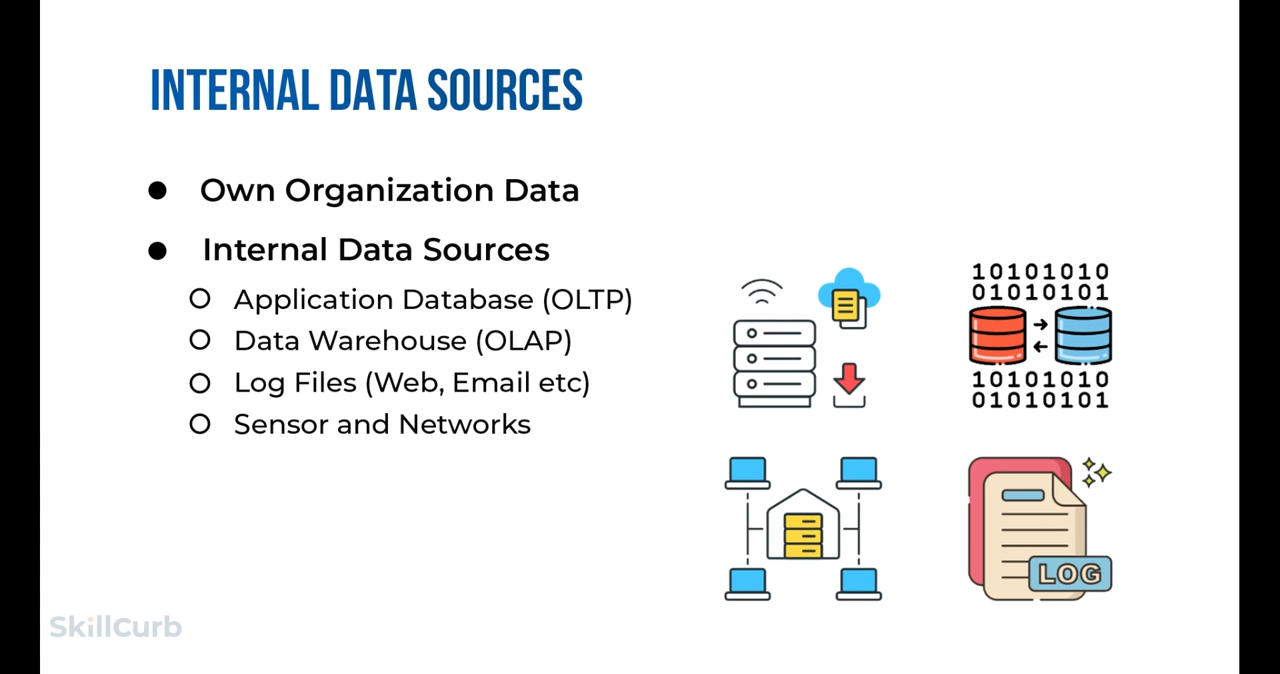 INTERNAL DATA SOURCES
● Own Organization Data
● Internal Data Sources
○ Application Database (OLTP)
○ Data Warehouse (OLAP)
○ Log Files (Web, Email etc)
○ Sensor and Networks
10101010
01010101
10101010
01010101
LOG
SkillCurb